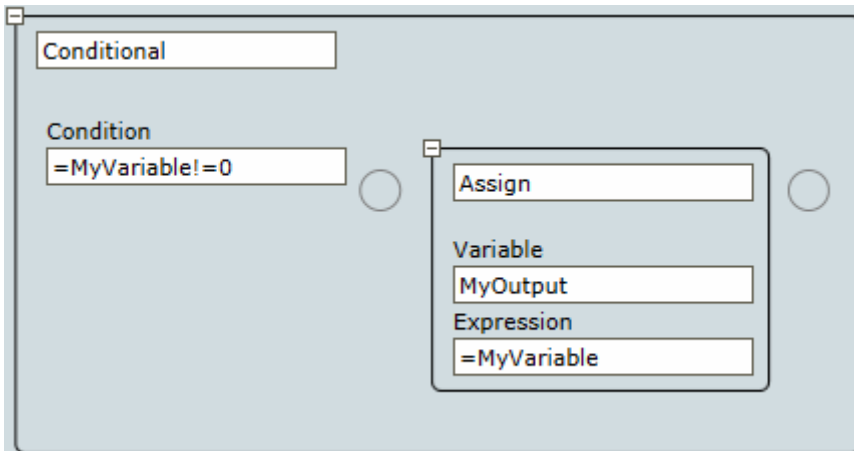 Conditional
Condition
=MyVariable!=0
Assign
Variable
MyOutput
Expression
=MyVariable